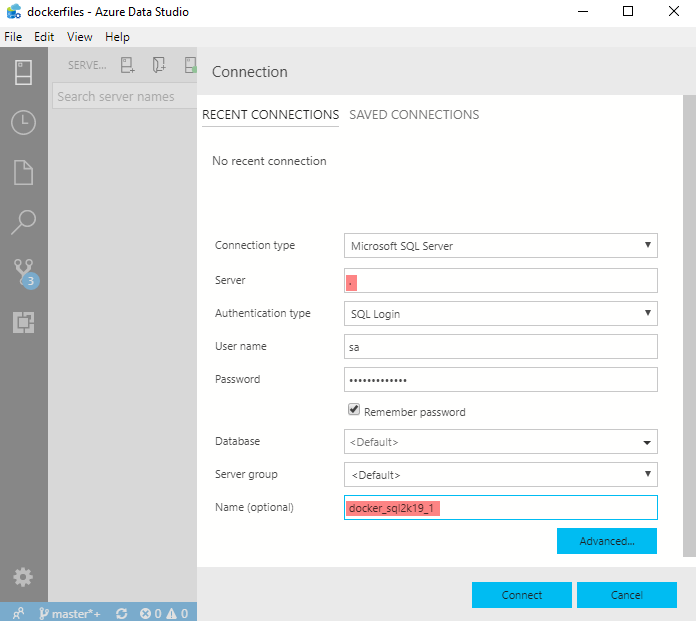 dockerfiles - Azure Data Studio
File Edit View Help
SERVE...
Search server names
3
Connection
RECENT CONNECTIONS SAVED CONNECTIONS
No recent connection
Connection type Microsoft SQL Server
Server .
Authentication type SQL Login
User name sa
Password •••••••••••••
Remember password
Database <Default>
Server group <Default>
Name (optional) docker_sql2k19_1
Advanced...
Connect Cancel
master*+ 0 0